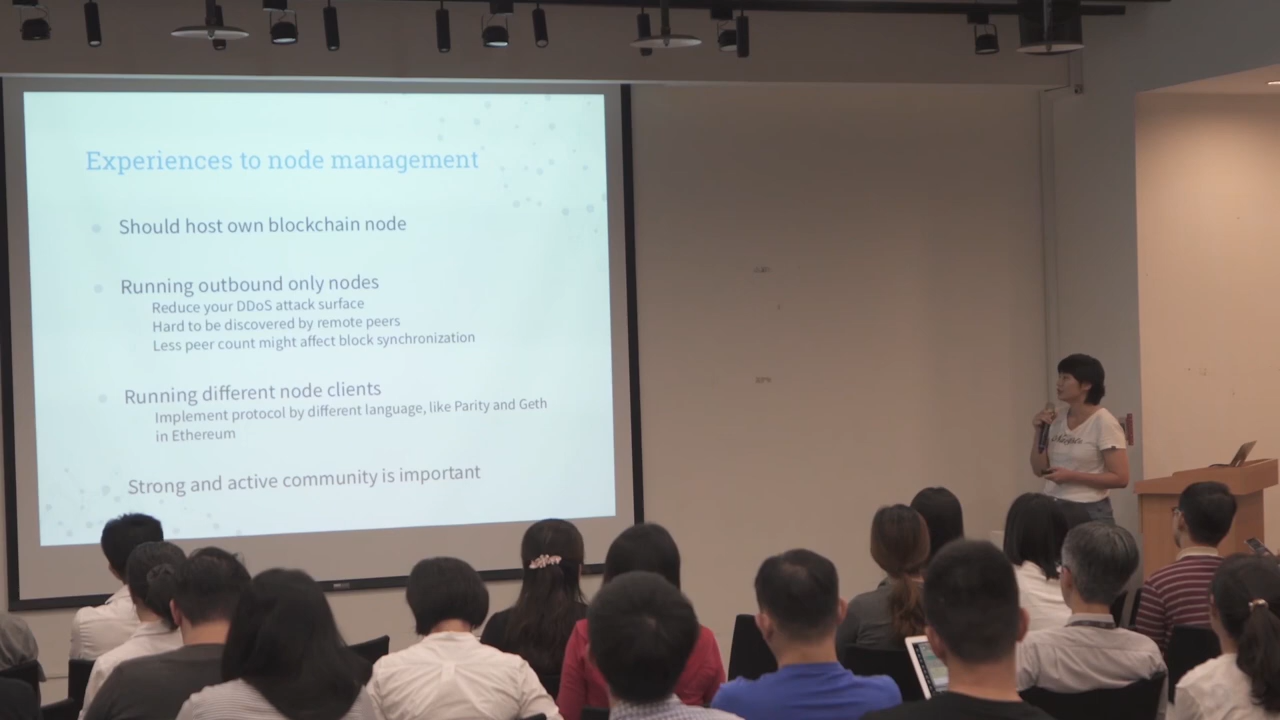 Experiences to node management
Should host own blockchain node
Running outbound only nodes
Reduce your DDoS attack surface
Hard to be discovered by remote peers
Less peer count might affect block synchronization
Running different node clients
Implement protocol by different language, like Parity and Geth
in Ethereum
Strong and active community is important